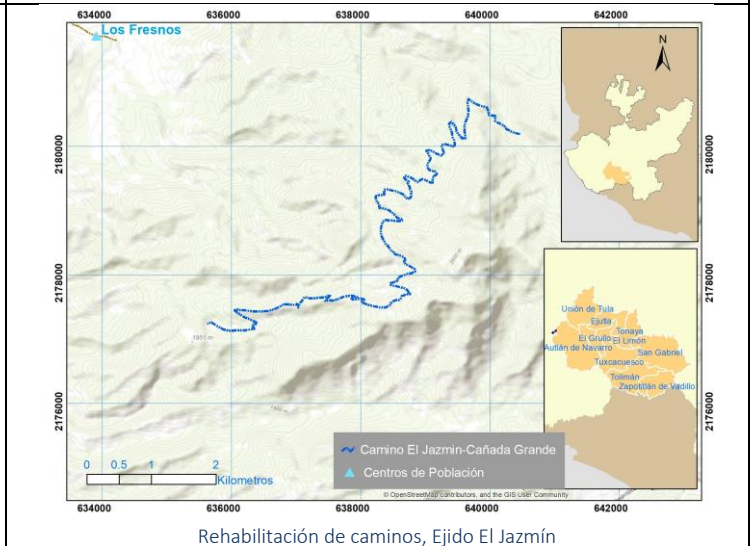 634000 636000 638000 640000 642000
Los Fresnos
N
2180000 2180000
2178000 2178000
2176000 2176000
1951 m
Unión de Tula
Ejutla
Tonaya
El Grullo El Limón
Autlán de Navarro
San Gabriel
Tuxcacuesco
Tolimán
Zapotitlán de Vadillo
Camino El Jazmin-Cañada Grande
Centros de Población
0 0.5 1 2
Kilometros
© OpenStreetMap contributors, and the GIS User Community
634000 636000 638000 640000 642000
Rehabilitación de caminos, Ejido El Jazmín